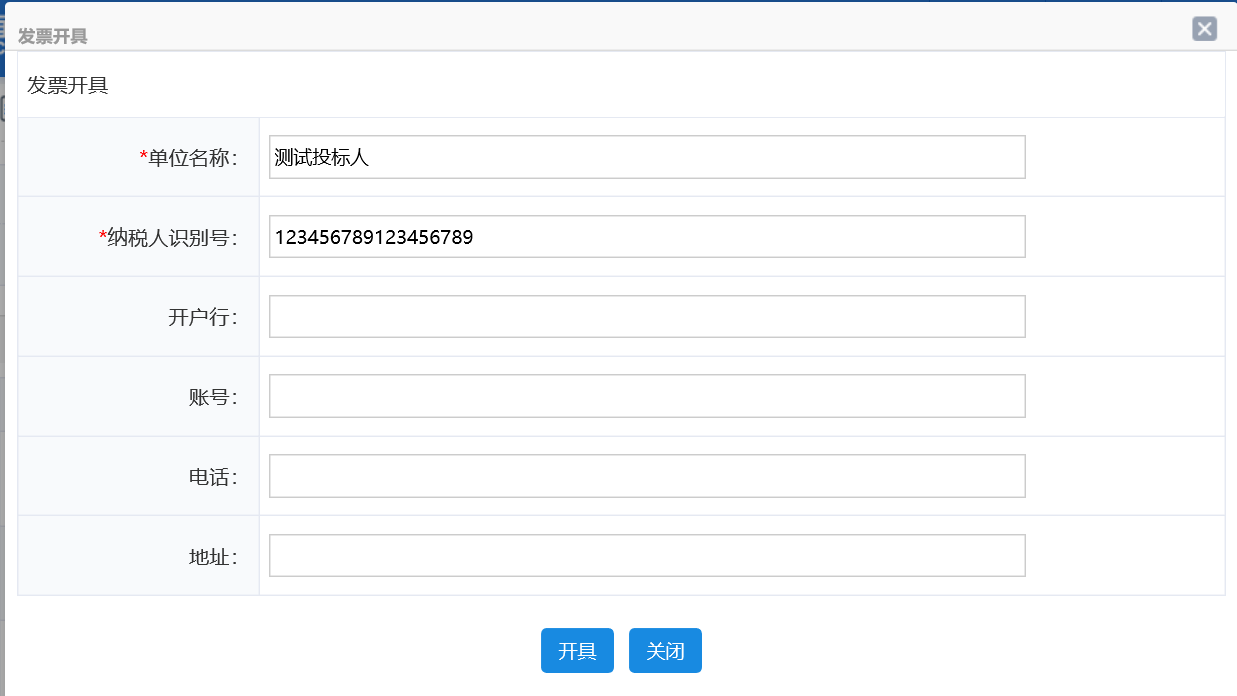 发票开具
发票开具
*单位名称：
测试投标人
*纳税人识别号：
123456789123456789
开户行：
账号：
电话：
地址：
开具
关闭